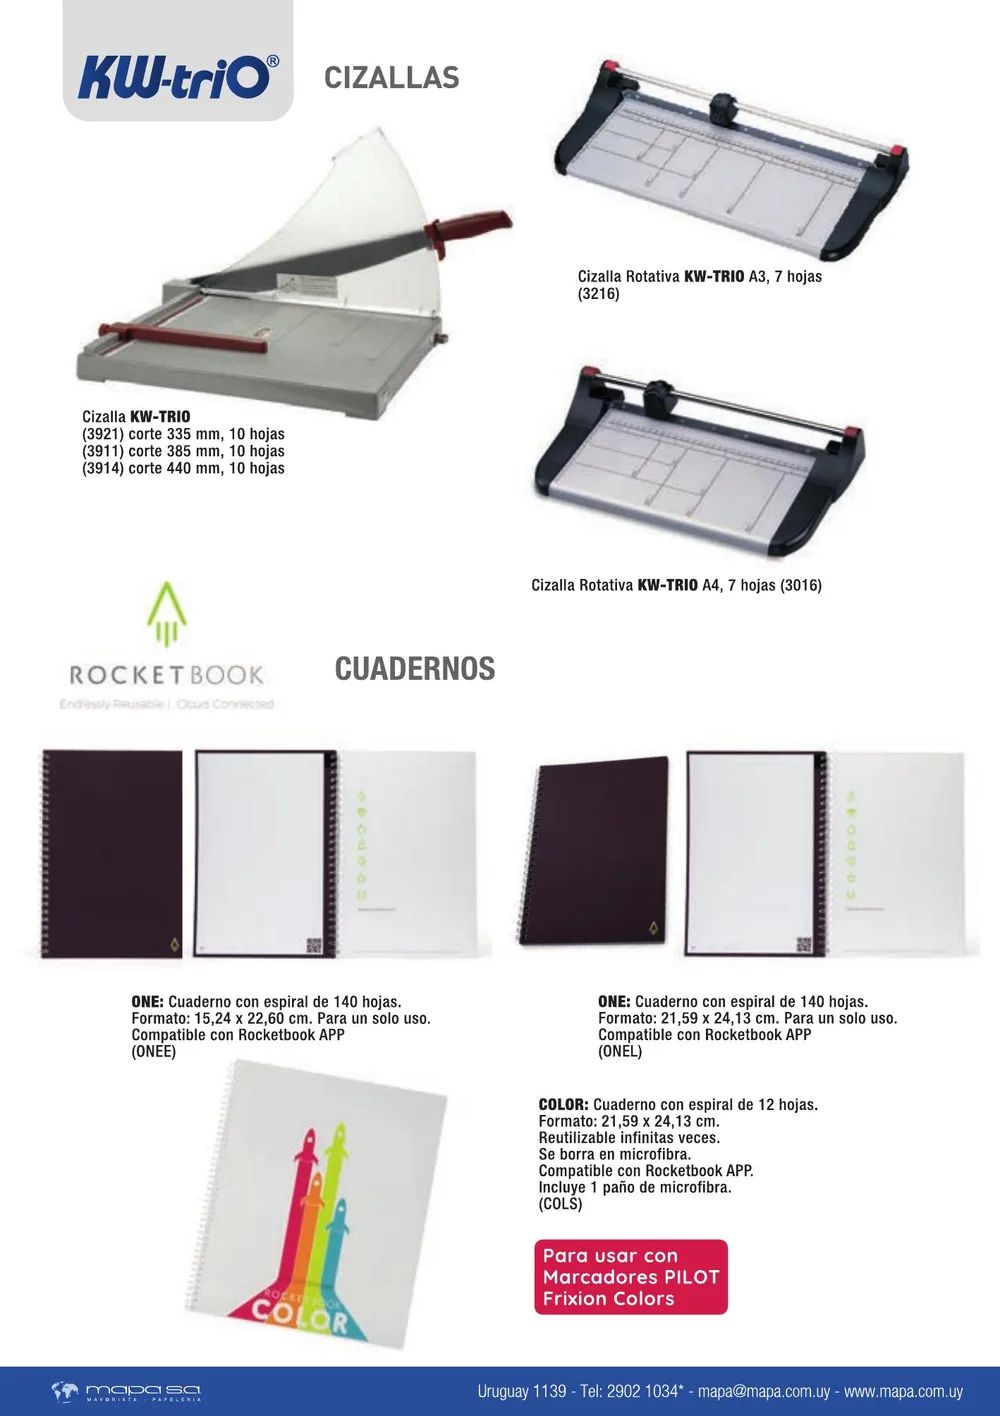 KW-triO®
CIZALLAS
Cizalla Rotativa KW-TRIO A3, 7 hojas
(3216)
Cizalla KW-TRIO
(3921) corte 335 mm, 10 hojas
(3911) corte 385 mm, 10 hojas
(3914) corte 440 mm, 10 hojas
Cizalla Rotativa KW-TRIO A4, 7 hojas (3016)
ROCKETBOOK
Endlessly Reusable | Cloud Connected
CUADERNOS
ONE: Cuaderno con espiral de 140 hojas.
Formato: 15,24 x 22,60 cm. Para un solo uso.
Compatible con Rocketbook APP
(ONEE)
ONE: Cuaderno con espiral de 140 hojas.
Formato: 21,59 x 24,13 cm. Para un solo uso.
Compatible con Rocketbook APP
(ONEL)
ROCKETBOOK
COLOR
COLOR: Cuaderno con espiral de 12 hojas.
Formato: 21,59 x 24,13 cm.
Reutilizable infinitas veces.
Se borra en microfibra.
Compatible con Rocketbook APP.
Incluye 1 paño de microfibra.
(COLS)
Para usar con
Marcadores PILOT
Frixion Colors
mapa sa
MAYORISTA - PAPELERIA
Uruguay 1139 - Tel: 2902 1034* - mapa@mapa.com.uy - www.mapa.com.uy